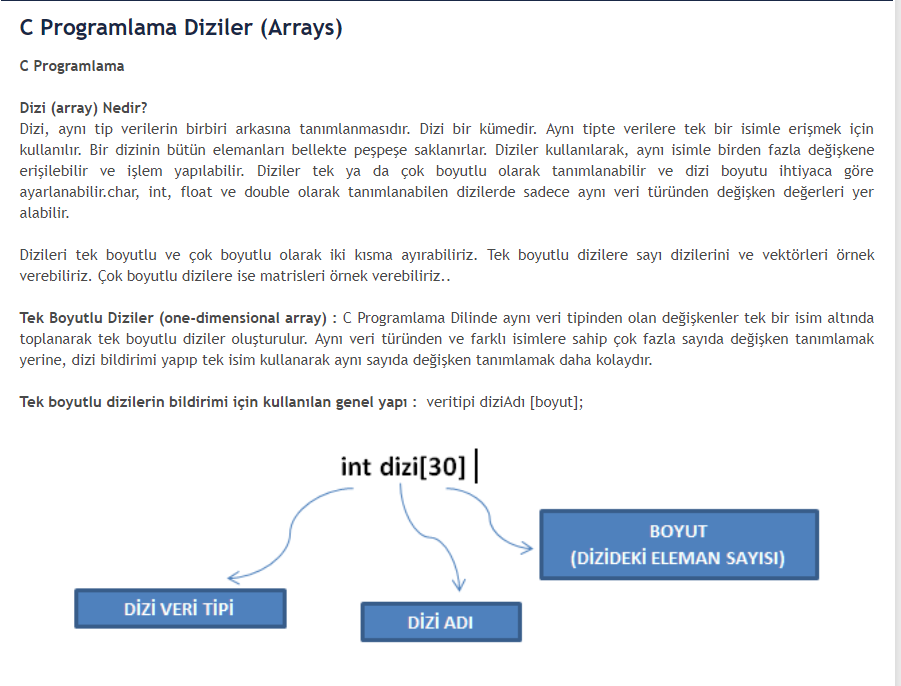 C Programlama Diziler (Arrays)
C Programlama
Dizi (array) Nedir?
Dizi, aynı tip verilerin birbiri arkasına tanımlanmasıdır. Dizi bir kümedir. Aynı tipte verilere tek bir isimle erişmek için
kullanılır. Bir dizinin bütün elemanları bellekte peşpeşe saklanırlar. Diziler kullanılarak, aynı isimle birden fazla değişkene
erişilebilir ve işlem yapılabilir. Diziler tek ya da çok boyutlu olarak tanımlanabilir ve dizi boyutu ihtiyaca göre
ayarlanabilir.char, int, float ve double olarak tanımlanabilen dizilerde sadece aynı veri türünden değişken değerleri yer
alabilir.
Dizileri tek boyutlu ve çok boyutlu olarak iki kısma ayırabiliriz. Tek boyutlu dizilere sayı dizilerini ve vektörleri örnek
verebiliriz. Çok boyutlu dizilere ise matrisleri örnek verebiliriz..
Tek Boyutlu Diziler (one-dimensional array) : C Programlama Dilinde aynı veri tipinden olan değişkenler tek bir isim altında
toplanarak tek boyutlu diziler oluşturulur. Aynı veri türünden ve farklı isimlere sahip çok fazla sayıda değişken tanımlamak
yerine, dizi bildirimi yapıp tek isim kullanarak aynı sayıda değişken tanımlamak daha kolaydır.
Tek boyutlu dizilerin bildirimi için kullanılan genel yapı : veritipi diziAdı [boyut];
int dizi[30]
BOYUT
(DİZİDEKİ ELEMAN SAYISI)
DİZİ VERİ TİPİ
DİZİ ADI